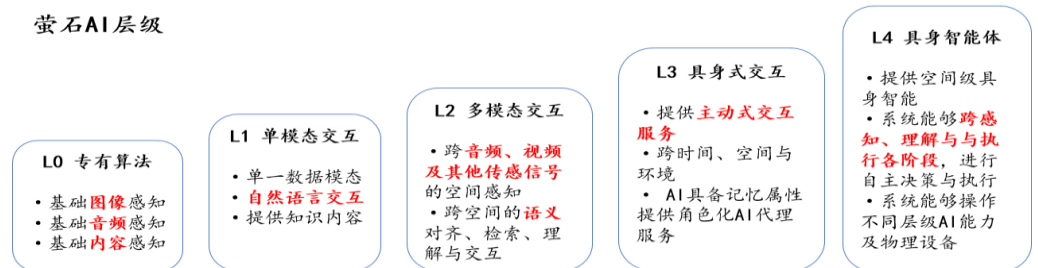 萤石AI层级
L0 专有算法
• 基础图像感知
• 基础音频感知
• 基础内容感知
L1 单模态交互
• 单一数据模态
• 自然语言交互
• 提供知识内容
L2 多模态交互
• 跨音频、视频
及其他传感信号
的空间感知
• 跨空间的语义
对齐、检索、理
解与交互
L3 具身式交互
• 提供主动式交互
服务
• 跨时间、空间与
环境
• AI具备记忆属性
提供角色化AI代理
服务
L4 具身智能体
• 提供空间级具
身智能
• 系统能够跨感
知、理解与与执
行各阶段，进行
自主决策与执行
• 系统能够操作
不同层级AI能力
及物理设备